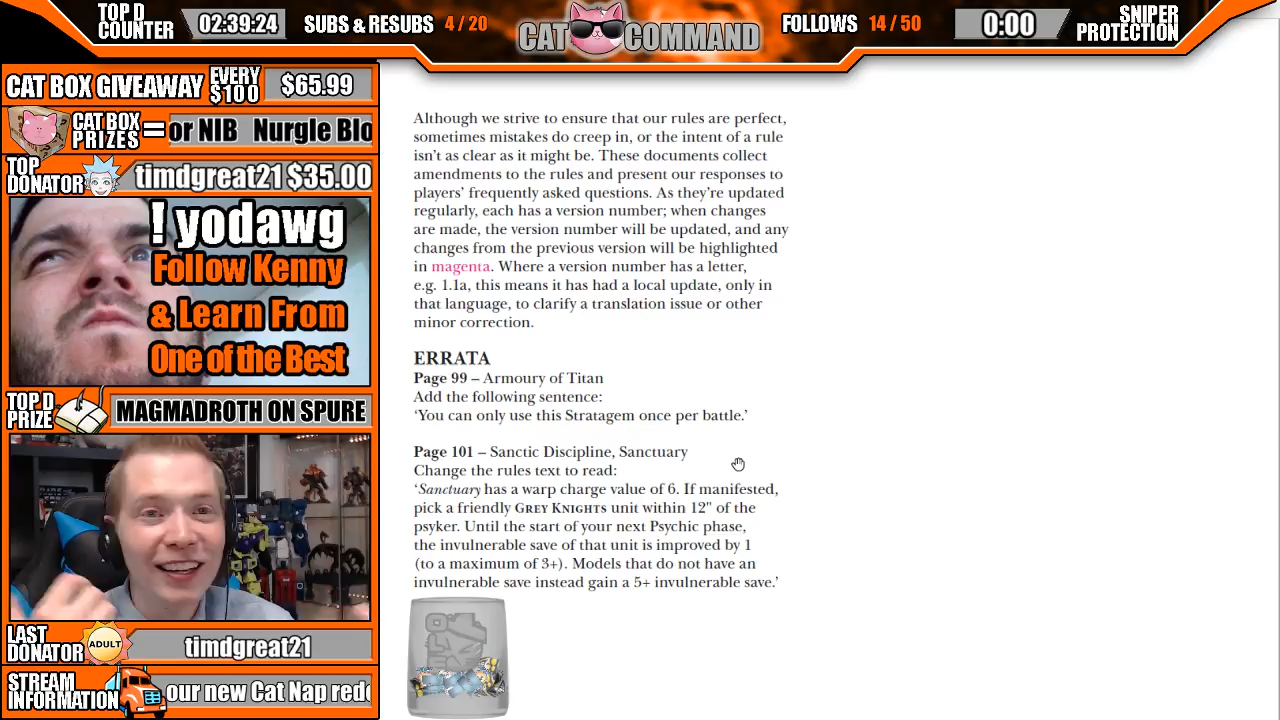 TOP D
COUNTER
02:39:24
SUBS & RESUBS
4 / 20
CAT COMMAND
FOLLOWS
14 / 50
0:00
SNIPER
PROTECTION
CAT BOX GIVEAWAY
EVERY
$100
$65.99
CAT BOX
PRIZES
=
or NIB Nurgle Blo
TOP
DONATOR
timdgreat21 $35.00
! yodawg
Follow Kenny
& Learn From
One of the Best
TOP D
PRIZE
MAGMADROTH ON SPURE
LAST
DONATOR
ADULT
timdgreat21
STREAM
INFORMATION
our new Cat Nap rede
Although we strive to ensure that our rules are perfect,
sometimes mistakes do creep in, or the intent of a rule
isn't as clear as it might be. These documents collect
amendments to the rules and present our responses to
players' frequently asked questions. As they're updated
regularly, each has a version number; when changes
are made, the version number will be updated, and any
changes from the previous version will be highlighted
in magenta. Where a version number has a letter,
e.g. 1.1a, this means it has had a local update, only in
that language, to clarify a translation issue or other
minor correction.
ERRATA
Page 99 – Armoury of Titan
Add the following sentence:
‘You can only use this Stratagem once per battle.’
Page 101 – Sanctic Discipline, Sanctuary
Change the rules text to read:
‘Sanctuary has a warp charge value of 6. If manifested,
pick a friendly GREY KNIGHTS unit within 12" of the
psyker. Until the start of your next Psychic phase,
the invulnerable save of that unit is improved by 1
(to a maximum of 3+). Models that do not have an
invulnerable save instead gain a 5+ invulnerable save.’